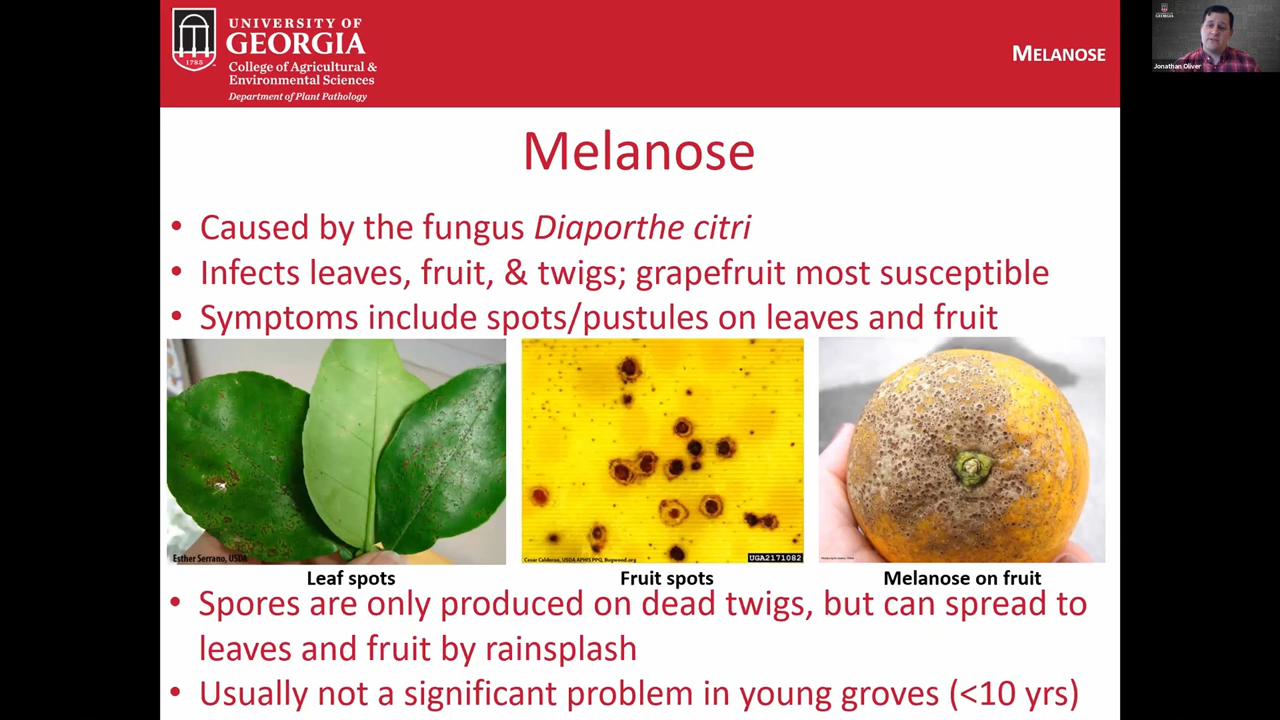 UNIVERSITY OF
GEORGIA
College of Agricultural &
Environmental Sciences
Department of Plant Pathology
1785
MELANOSE
Jonathan Oliver
Melanose
• Caused by the fungus Diaporthe citri
• Infects leaves, fruit, & twigs; grapefruit most susceptible
• Symptoms include spots/pustules on leaves and fruit
Esther Serrano, USDA
Cesar Calderon, USDA APHIS PPQ, Bugwood.org
UGA2171082
Leaf spots
Fruit spots
Melanose on fruit
• Spores are only produced on dead twigs, but can spread to
leaves and fruit by rainsplash
• Usually not a significant problem in young groves (<10 yrs)